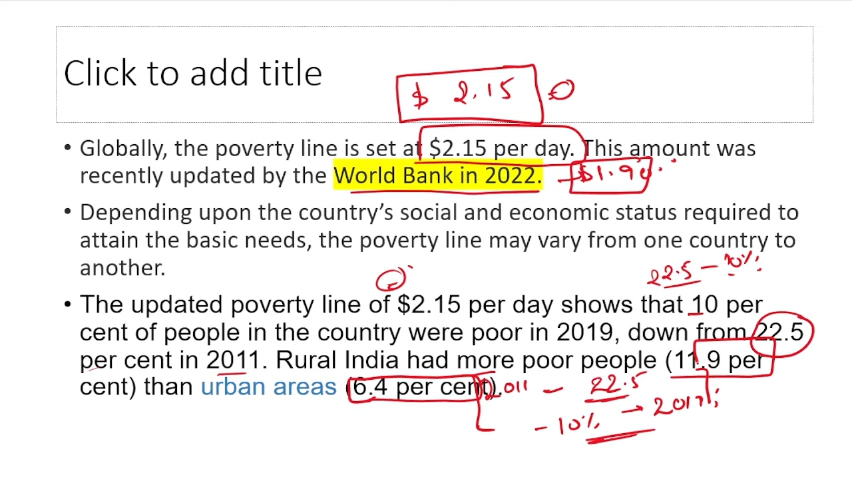 Click to add title
$ 2.15
• Globally, the poverty line is set at $2.15 per day. This amount was
recently updated by the World Bank in 2022. → $1.90
• Depending upon the country's social and economic status required to
attain the basic needs, the poverty line may vary from one country to
another.
22.5 – 10%
• The updated poverty line of $2.15 per day shows that 10 per
cent of people in the country were poor in 2019, down from 22.5
per cent in 2011. Rural India had more poor people (11.9 per
cent) than urban areas (6.4 per cent).
2011 – 22.5
– 10% → 2019